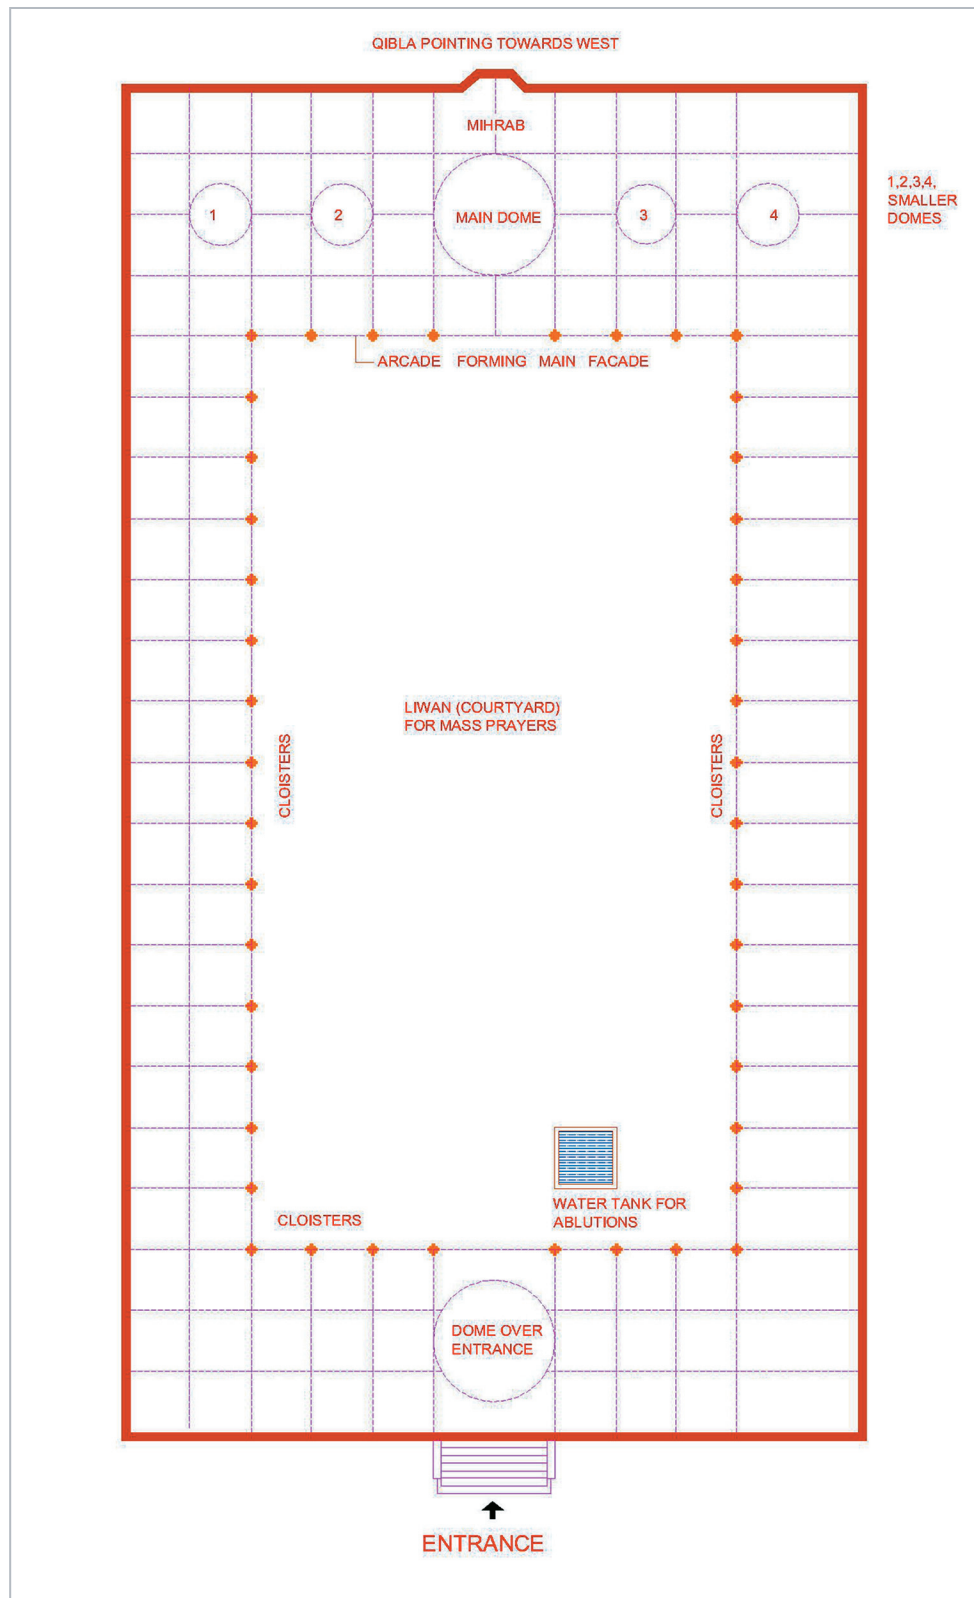 QIBLA POINTING TOWARDS WEST
MIHRAB
1,2,3,4,
SMALLER
DOMES
1
2
MAIN DOME
3
4
ARCADE FORMING MAIN FACADE
LIWAN (COURTYARD)
FOR MASS PRAYERS
CLOISTERS
CLOISTERS
WATER TANK FOR
ABLUTIONS
CLOISTERS
DOME OVER
ENTRANCE
ENTRANCE